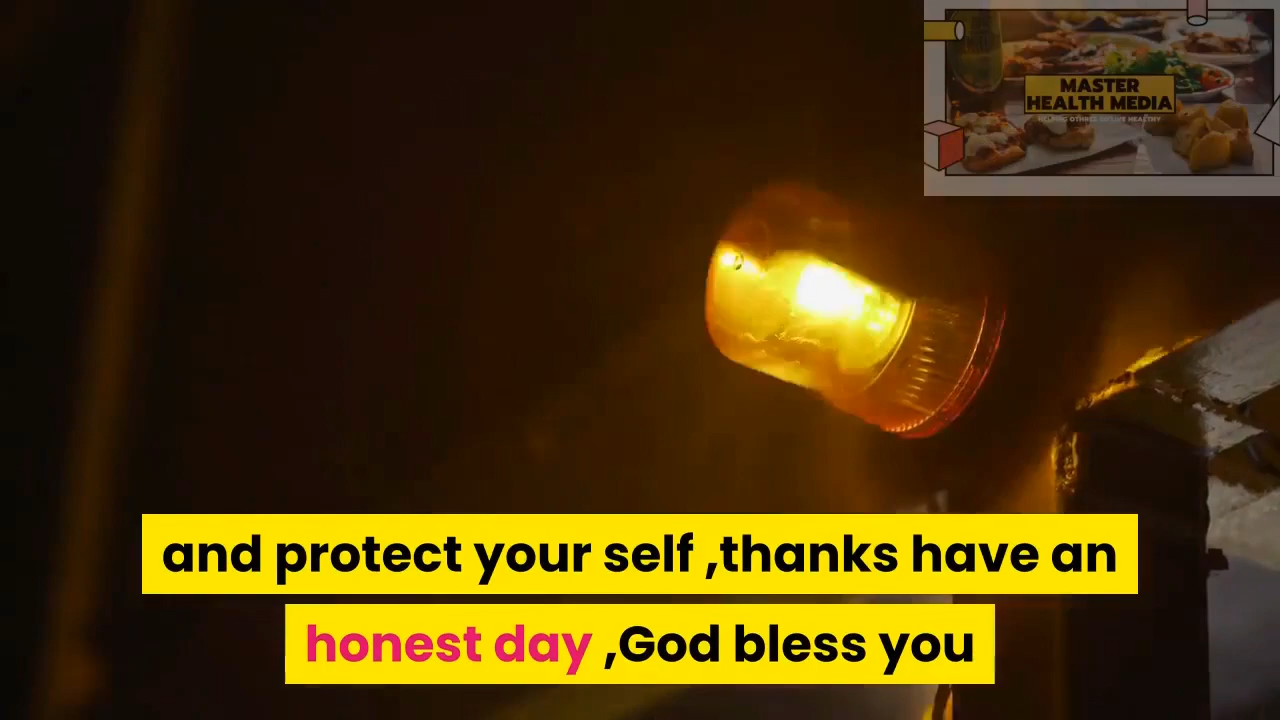 MASTER
HEALTH MEDIA
and protect your self ,thanks have an
honest day ,God bless you